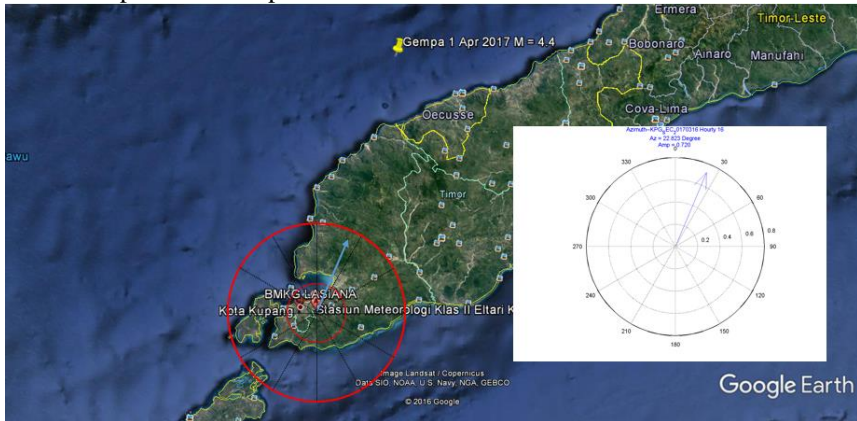 Ermera
Timor-Leste
Gempa 1 Apr 2017 M = 4.4
Bobonaro
Ainaro
Manufahi
Oecusse
Cova-Lima
awu
Timor
BMKG LASIANA
Kota Kupang
Stasiun Meteorologi Klas II Eltari K
Azimuth-KPG_EC_0170316 Hourly 16
Az = 22.823 Degree
Amp = 0.720
0
330
30
300
60
270
0.2
0.4
0.6
0.8
90
240
120
210
150
180
Image Landsat / Copernicus
Data SIO, NOAA, U.S. Navy, NGA, GEBCO
© 2016 Google
Google Earth